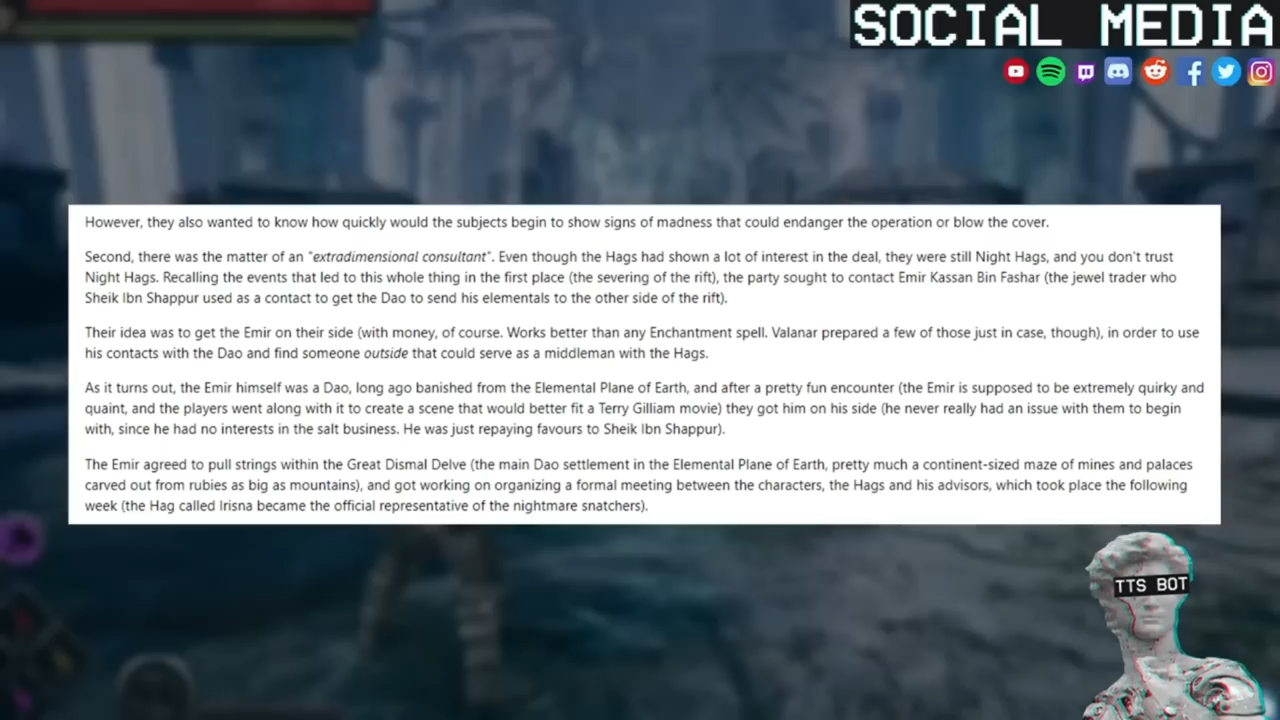 SOCIAL MEDIA
However, they also wanted to know how quickly would the subjects begin to show signs of madness that could endanger the operation or blow the cover.
Second, there was the matter of an "extradimensional consultant". Even though the Hags had shown a lot of interest in the deal, they were still Night Hags, and you don't trust
Night Hags. Recalling the events that led to this whole thing in the first place (the severing of the rift), the party sought to contact Emir Kassan Bin Fashar (the jewel trader who
Sheik Ibn Shappur used as a contact to get the Dao to send his elementals to the other side of the rift).
Their idea was to get the Emir on their side (with money, of course. Works better than any Enchantment spell. Valanar prepared a few of those just in case, though), in order to use
his contacts with the Dao and find someone outside that could serve as a middleman with the Hags.
As it turns out, the Emir himself was a Dao, long ago banished from the Elemental Plane of Earth, and after a pretty fun encounter (the Emir is supposed to be extremely quirky and
quaint, and the players went along with it to create a scene that would better fit a Terry Gilliam movie) they got him on his side (he never really had an issue with them to begin
with, since he had no interests in the salt business. He was just repaying favours to Sheik Ibn Shappur).
The Emir agreed to pull strings within the Great Dismal Delve (the main Dao settlement in the Elemental Plane of Earth, pretty much a continent-sized maze of mines and palaces
carved out from rubies as big as mountains), and got working on organizing a formal meeting between the characters, the Hags and his advisors, which took place the following
week (the Hag called Irisna became the official representative of the nightmare snatchers).
TTS BOT